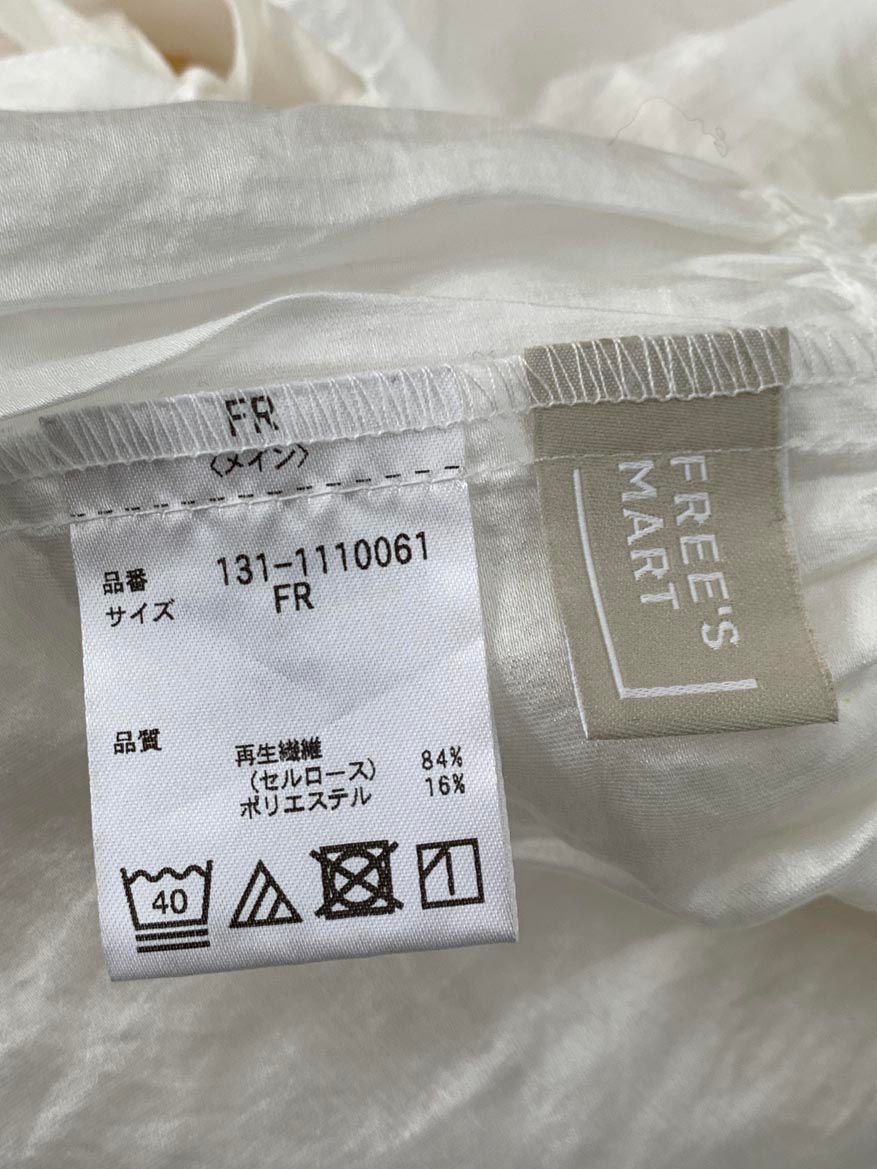 FR
〈メイン〉
品番 131-1110061
サイズ FR
品質
再生繊維
(セルロース) 84%
ポリエステル 16%
40
FREE'S
MART